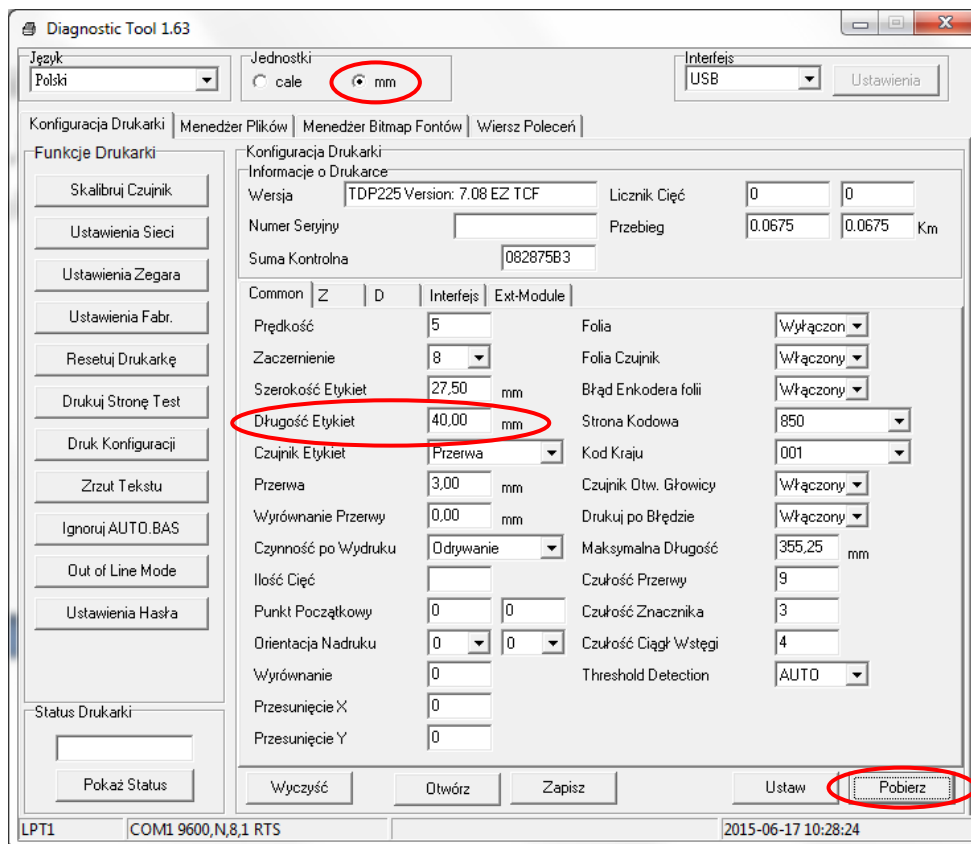 Diagnostic Tool 1.63
Język
Polski
Jednostki
cale
mm
Interfejs
USB
Ustawienia
Konfiguracja Drukarki
Menedżer Plików
Menedżer Bitmap Fontów
Wiersz Poleceń
Funkcje Drukarki
Skalibruj Czujnik
Ustawienia Sieci
Ustawienia Zegara
Ustawienia Fabr.
Resetuj Drukarkę
Drukuj Stronę Test
Druk Konfiguracji
Zrzut Tekstu
Ignoruj AUTO.BAS
Out of Line Mode
Ustawienia Hasła
Status Drukarki
Pokaż Status
Konfiguracja Drukarki
Informacje o Drukarce
Wersja TDP225 Version: 7.08 EZ TCF
Licznik Cięć 0 0
Numer Seryjny
Przebieg 0.0675 0.0675 Km
Suma Kontrolna 082875B3
Common
Z
D
Interfejs
Ext-Module
Prędkość 5
Zaczernienie 8
Szerokość Etykiet 27,50 mm
Długość Etykiet 40,00 mm
Czujnik Etykiet Przerwa
Przerwa 3,00 mm
Wyrównanie Przerwy 0,00 mm
Czynność po Wydruku Odrywanie
Ilość Cięć
Punkt Początkowy 0 0
Orientacja Nadruku 0 0
Wyrównanie 0
Przesunięcie X 0
Przesunięcie Y 0
Folia Wyłączon
Folia Czujnik Włączony
Błąd Enkodera folii Włączony
Strona Kodowa 850
Kod Kraju 001
Czujnik Otw. Głowicy Włączony
Drukuj po Błędzie Włączony
Maksymalna Długość 355,25 mm
Czułość Przerwy 9
Czułość Znacznika 3
Czułość Ciągł Wstęgi 4
Threshold Detection AUTO
Wyczyść
Otwórz
Zapisz
Ustaw
Pobierz
LPT1
COM1 9600,N,8,1 RTS
2015-06-17 10:28:24